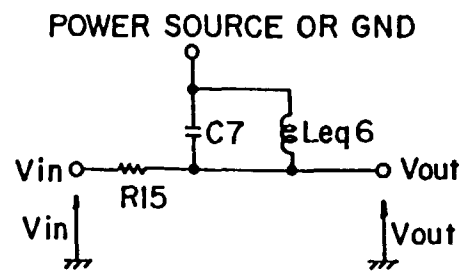 POWER SOURCE OR GND
C7
Leq6
Vin
Vout
R15
Vin
Vout